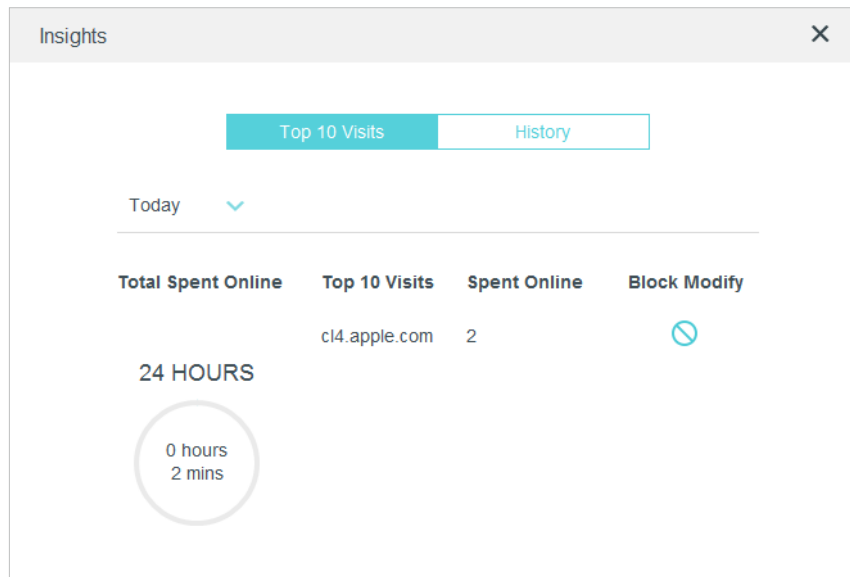 Insights
Top 10 Visits
History
Today
Total Spent Online Top 10 Visits Spent Online Block Modify
cl4.apple.com 2
24 HOURS
0 hours
2 mins